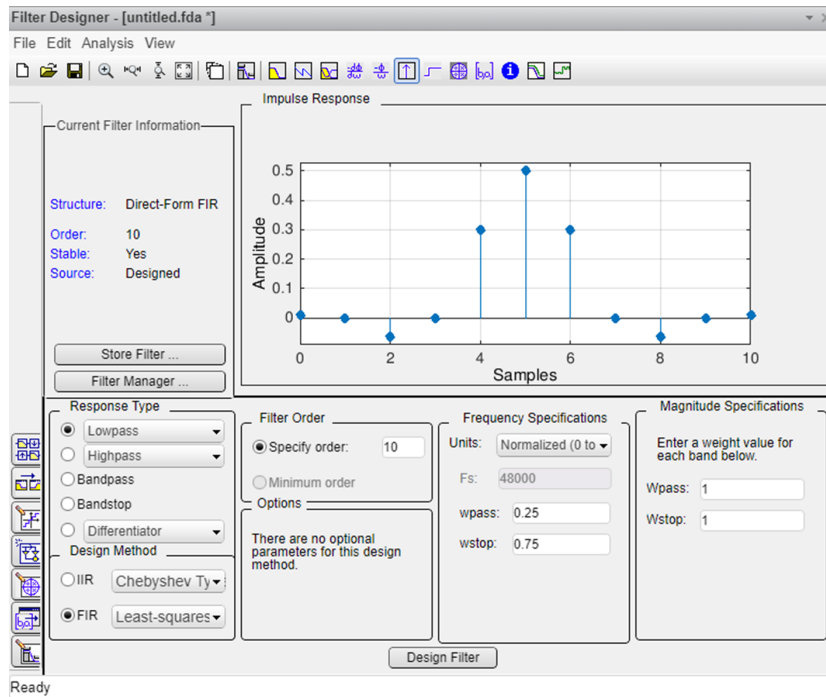 Filter Designer - [untitled.fda *]
File Edit Analysis View
Impulse Response
Current Filter Information
Structure: Direct-Form FIR
Order: 10
Stable: Yes
Source: Designed
Store Filter ...
Filter Manager ...
Amplitude
0.5
0.4
0.3
0.2
0.1
0
0 2 4 6 8 10
Samples
Response Type
Lowpass
Highpass
Bandpass
Bandstop
Differentiator
Design Method
IIR Chebyshev Ty
FIR Least-squares
Filter Order
Specify order: 10
Minimum order
Options
There are no optional
parameters for this design
method.
Frequency Specifications
Units: Normalized (0 to
Fs: 48000
wpass: 0.25
wstop: 0.75
Magnitude Specifications
Enter a weight value for
each band below.
Wpass: 1
Wstop: 1
Design Filter
Ready